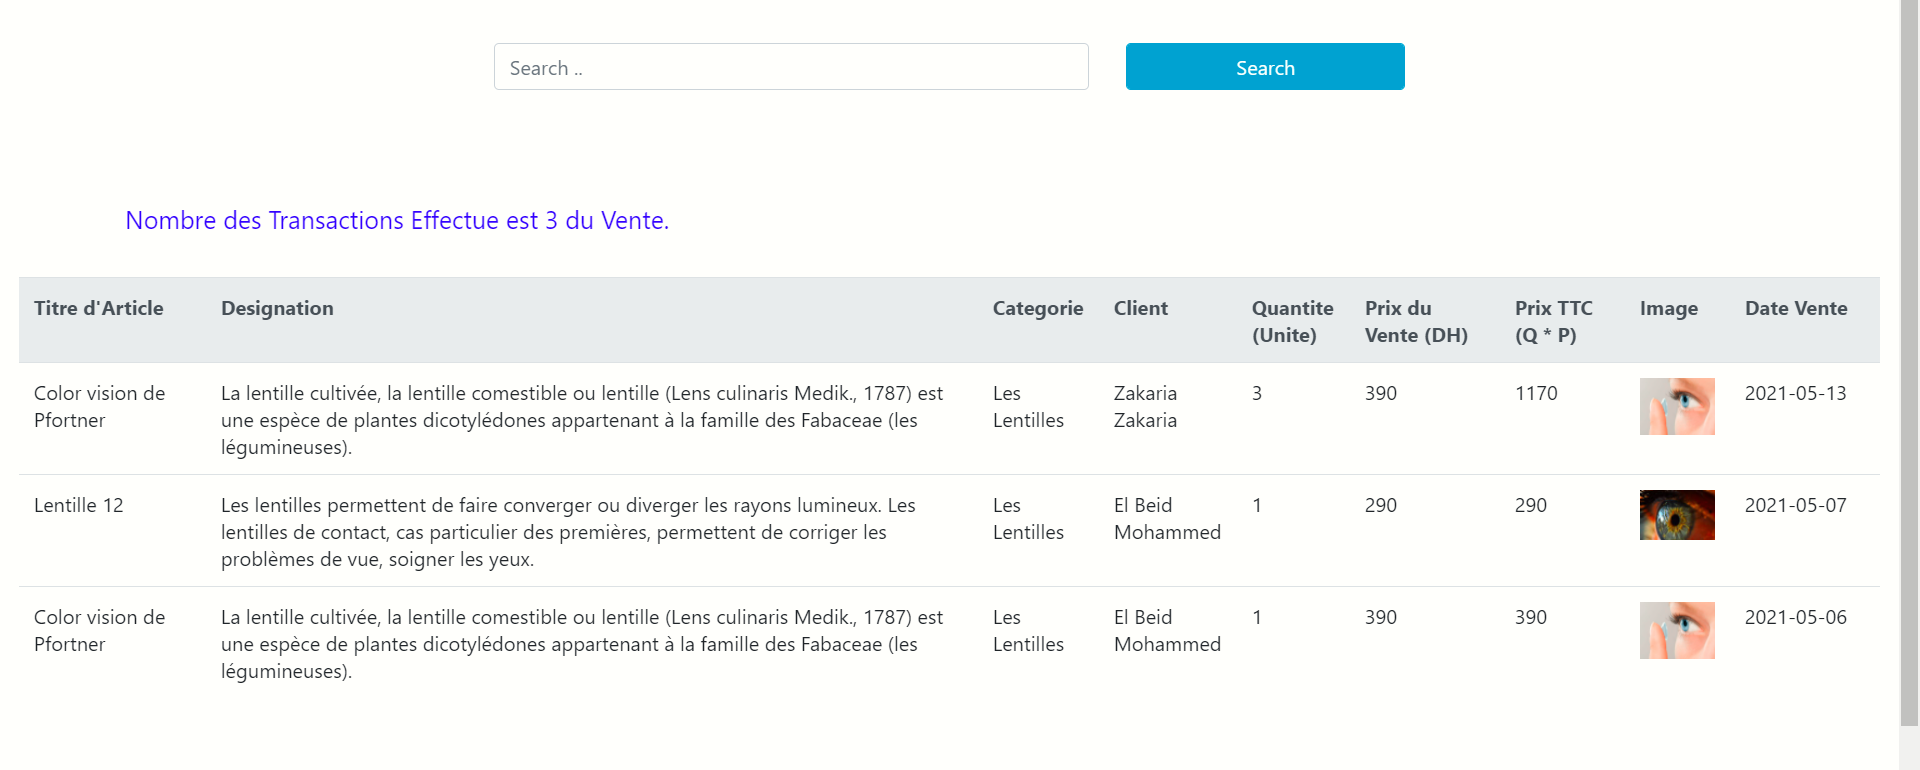 Search ..
Search
Nombre des Transactions Effectue est 3 du Vente.
Titre d'Article Designation Categorie Client Quantite (Unite) Prix du Vente (DH) Prix TTC (Q * P) Image Date Vente
Color vision de Pfortner
La lentille cultivée, la lentille comestible ou lentille (Lens culinaris Medik., 1787) est
une espèce de plantes dicotylédones appartenant à la famille des Fabaceae (les
légumineuses).
Les Lentilles
Zakaria Zakaria
3
390
1170
2021-05-13
Lentille 12
Les lentilles permettent de faire converger ou diverger les rayons lumineux. Les
lentilles de contact, cas particulier des premières, permettent de corriger les
problèmes de vue, soigner les yeux.
Les Lentilles
El Beid Mohammed
1
290
290
2021-05-07
Color vision de Pfortner
La lentille cultivée, la lentille comestible ou lentille (Lens culinaris Medik., 1787) est
une espèce de plantes dicotylédones appartenant à la famille des Fabaceae (les
légumineuses).
Les Lentilles
El Beid Mohammed
1
390
390
2021-05-06